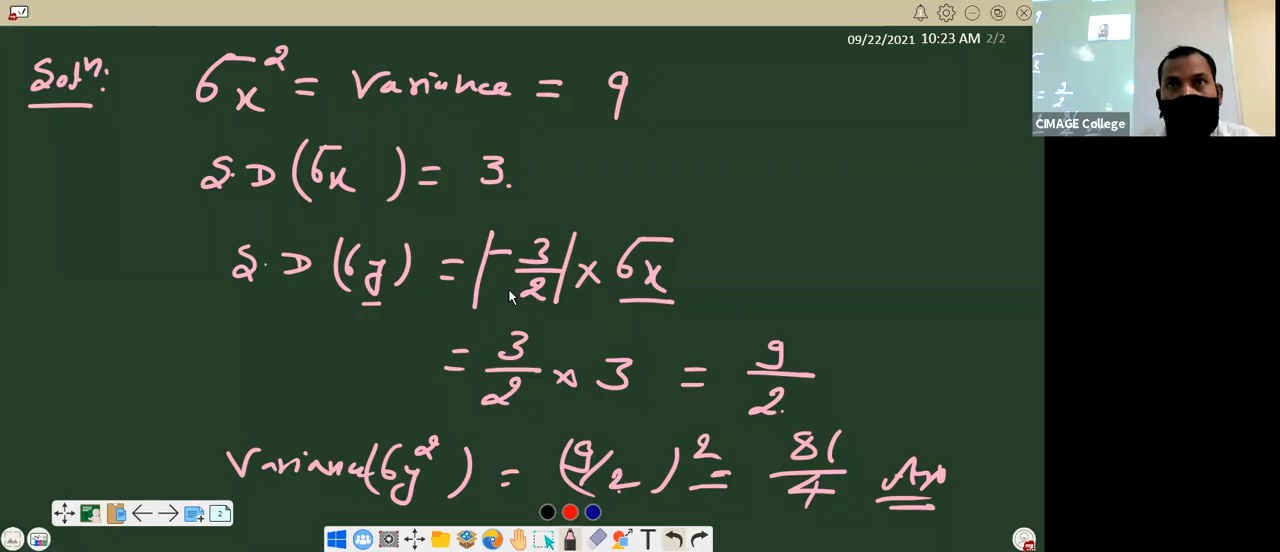 09/22/2021 10:23 AM 2/2
CIMAGE College
Solⁿ: σx² = Variance = 9
S.D (σx) = 3.
S.D (σy) = |-3/2| × σx
= 3/2 × 3 = 9/2
Variance (σy²) = (9/2)² = 81/4 Ans
2
T